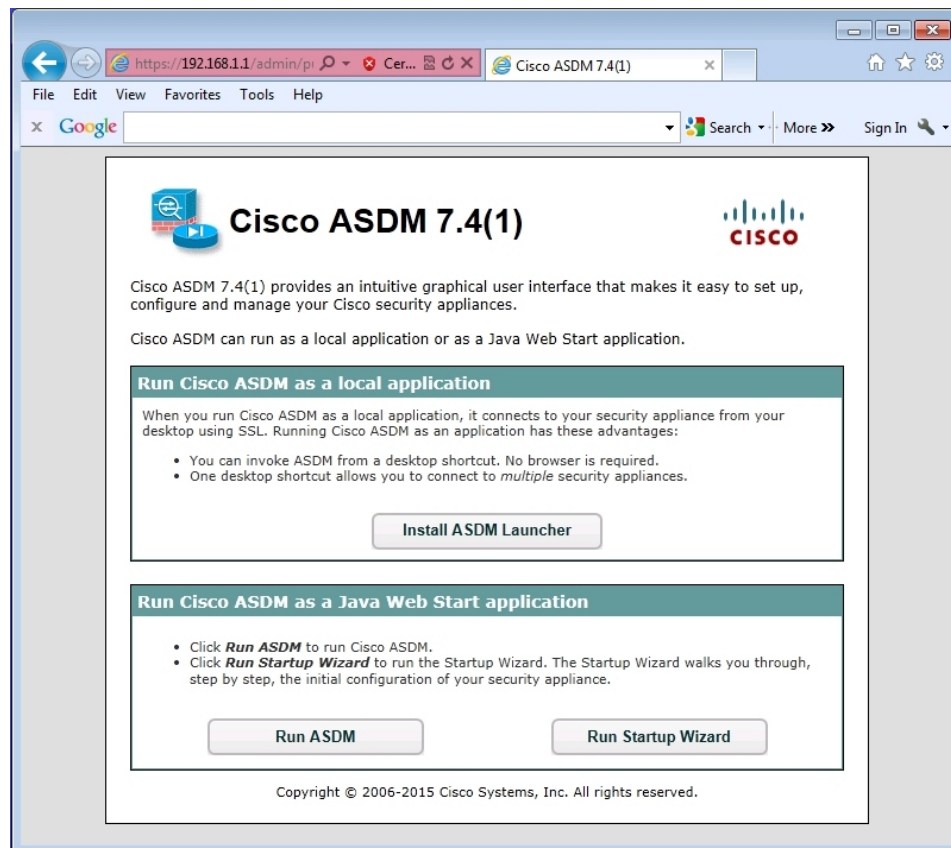 https://192.168.1.1/admin/pu Cer... Cisco ASDM 7.4(1)
File Edit View Favorites Tools Help
x Google Search More » Sign In
Cisco ASDM 7.4(1)
CISCO
Cisco ASDM 7.4(1) provides an intuitive graphical user interface that makes it easy to set up,
configure and manage your Cisco security appliances.
Cisco ASDM can run as a local application or as a Java Web Start application.
Run Cisco ASDM as a local application
When you run Cisco ASDM as a local application, it connects to your security appliance from your
desktop using SSL. Running Cisco ASDM as an application has these advantages:
• You can invoke ASDM from a desktop shortcut. No browser is required.
• One desktop shortcut allows you to connect to multiple security appliances.
Install ASDM Launcher
Run Cisco ASDM as a Java Web Start application
• Click Run ASDM to run Cisco ASDM.
• Click Run Startup Wizard to run the Startup Wizard. The Startup Wizard walks you through,
step by step, the initial configuration of your security appliance.
Run ASDM Run Startup Wizard
Copyright © 2006-2015 Cisco Systems, Inc. All rights reserved.